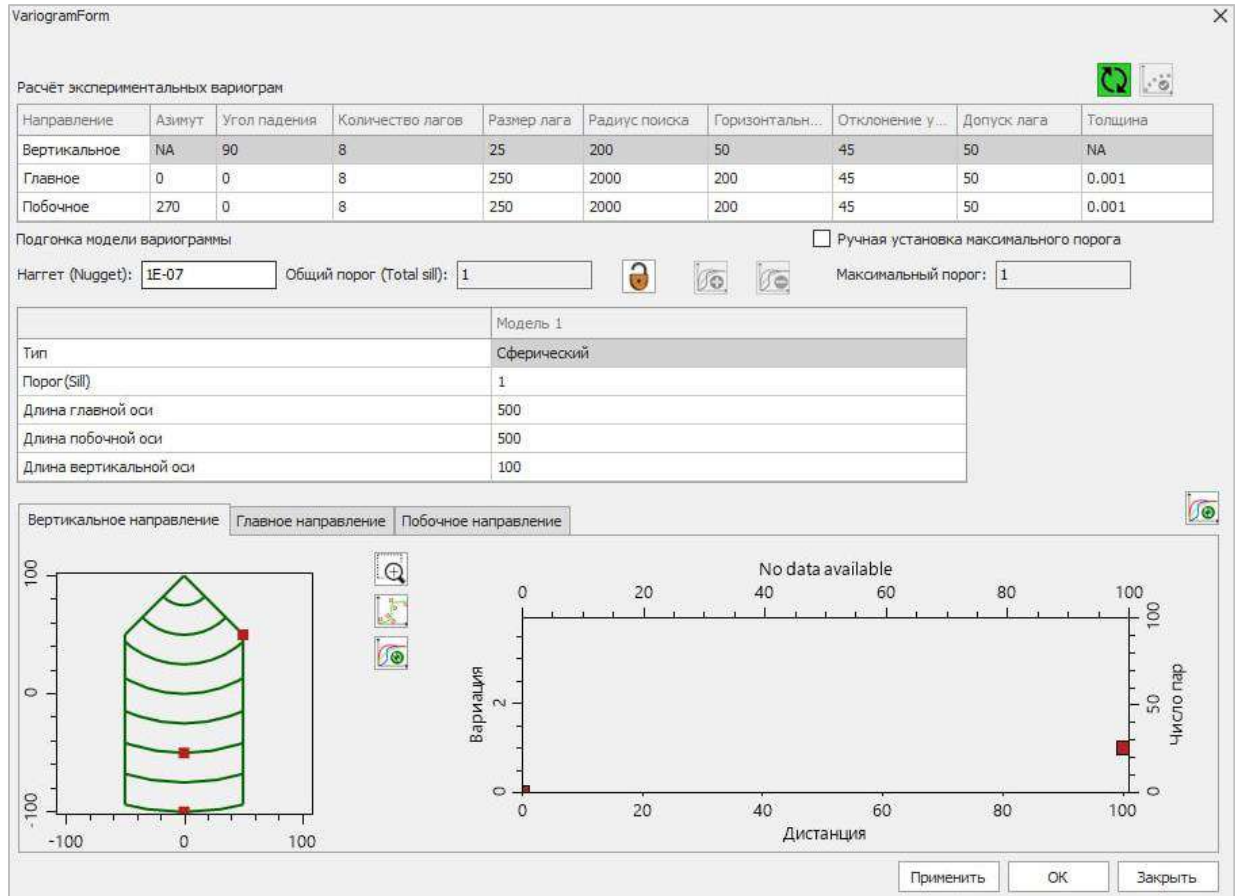 VariogramForm
Расчёт экспериментальных вариограм
Направление Азимут Угол падения Количество лагов Размер лага Радиус поиска Горизонтальн... Отклонение у... Допуск лага Толщина
Вертикальное NA 90 8 25 200 50 45 50 NA
Главное 0 0 8 250 2000 200 45 50 0.001
Побочное 270 0 8 250 2000 200 45 50 0.001
Подгонка модели вариограммы Ручная установка максимального порога
Наггет (Nugget): 1E-07 Общий порог (Total sill): 1 Максимальный порог: 1
Модель 1
Тип Сферический
Порог(Sill) 1
Длина главной оси 500
Длина побочной оси 500
Длина вертикальной оси 100
Вертикальное направление Главное направление Побочное направление
100
0
-100
-100 0 100
No data available
0 20 40 60 80 100
Вариация
2
0
100
50
0
Число пар
0 20 40 60 80 100
Дистанция
Применить OK Закрыть